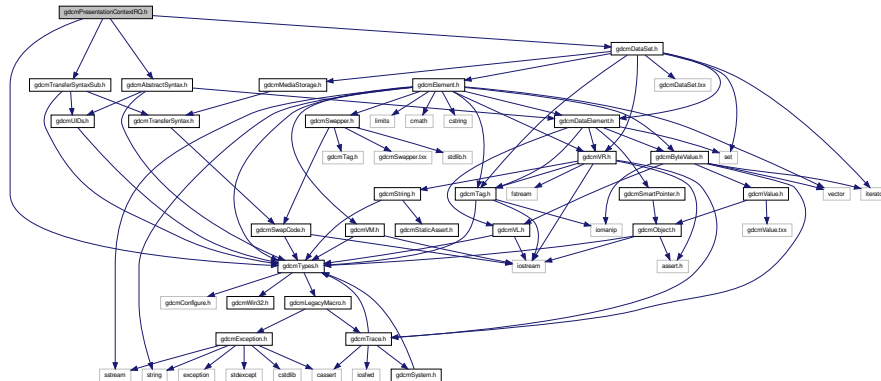 gdcmPresentationContextRQ.h
gdcmDataSet.h
gdcmTransferSyntaxSub.h
gdcmAbstractSyntax.h
gdcmMediaStorage.h
gdcmElement.h
gdcmDataSet.txx
gdcmUIDs.h
gdcmTransferSyntax.h
gdcmSwapper.h
limits
cmath
cstring
gdcmDataElement.h
gdcmTag.h
gdcmSwapper.txx
stdlib.h
gdcmVR.h
gdcmByteValue.h
set
gdcmString.h
gdcmTag.h
fstream
gdcmSmartPointer.h
gdcmValue.h
vector
iterator
gdcmSwapCode.h
gdcmVM.h
gdcmStaticAssert.h
gdcmVL.h
iomanip
gdcmObject.h
gdcmValue.txx
gdcmTypes.h
iostream
assert.h
gdcmConfigure.h
gdcmWin32.h
gdcmLegacyMacro.h
gdcmException.h
gdcmTrace.h
sstream
string
exception
stdexcept
cstdlib
cassert
iosfwd
gdcmSystem.h